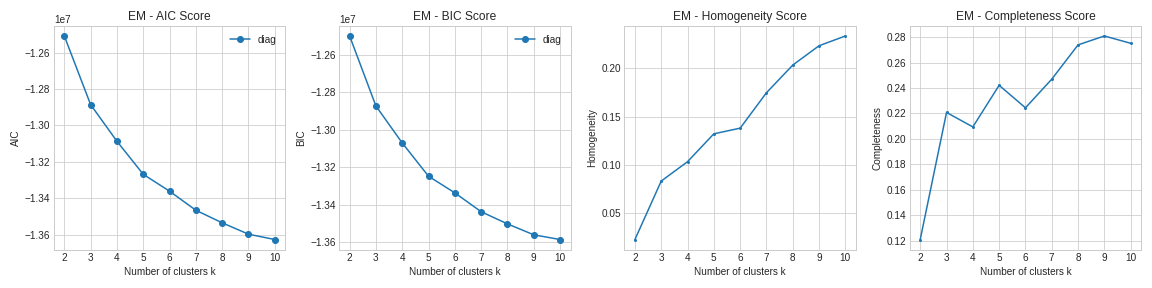 EM - AIC Score
1e7
−1.26
−1.28
−1.30
−1.32
−1.34
−1.36
AIC
diag
2 3 4 5 6 7 8 9 10
Number of clusters k
EM - BIC Score
1e7
−1.26
−1.28
−1.30
−1.32
−1.34
−1.36
BIC
diag
2 3 4 5 6 7 8 9 10
Number of clusters k
EM - Homogeneity Score
0.20
0.15
0.10
0.05
Homogeneity
2 3 4 5 6 7 8 9 10
Number of clusters k
EM - Completeness Score
0.28
0.26
0.24
0.22
0.20
0.18
0.16
0.14
0.12
Completeness
2 3 4 5 6 7 8 9 10
Number of clusters k